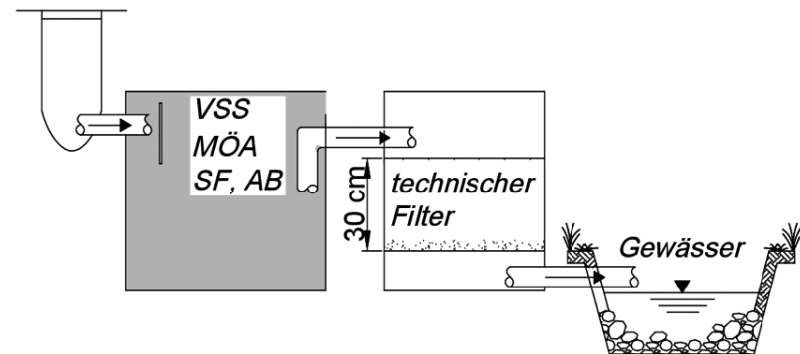 VSS
MÖA
SF, AB
30 cm
technischer
Filter
Gewässer